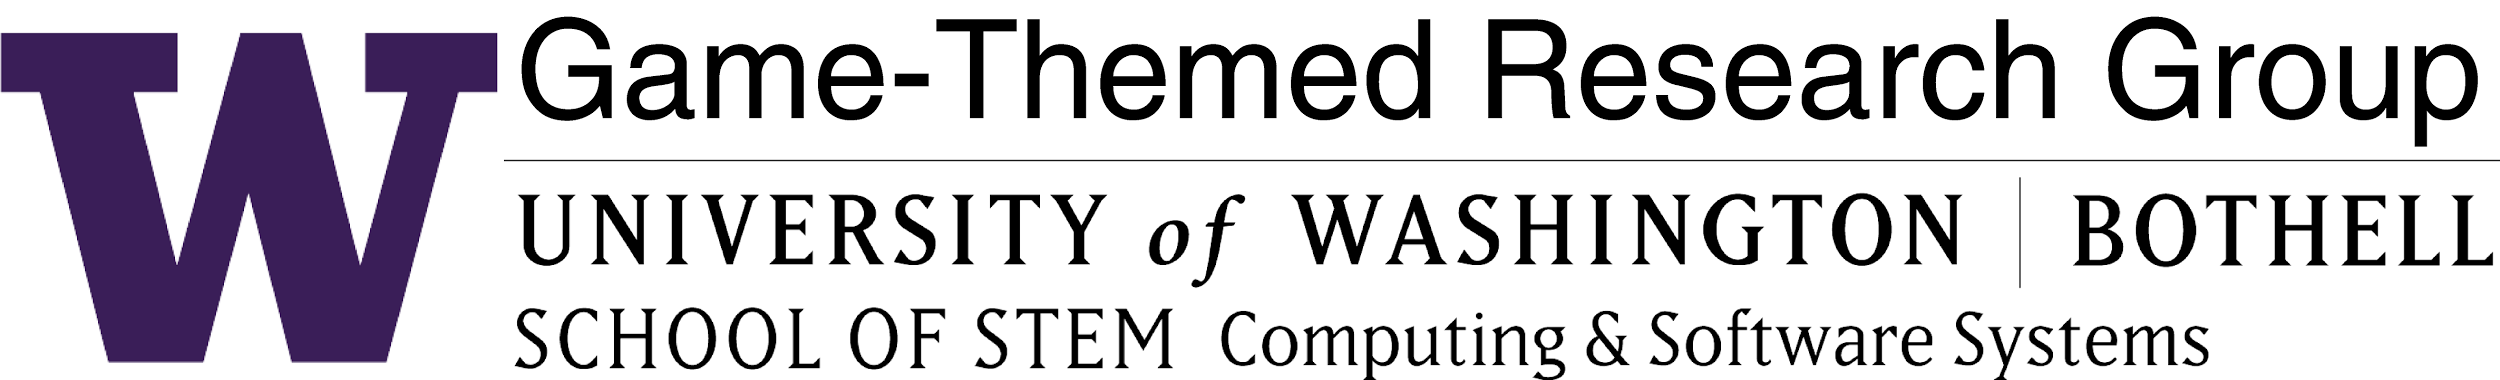 W
Game-Themed Research Group
UNIVERSITY of WASHINGTON | BOTHELL
SCHOOL OF STEM Computing & Software Systems